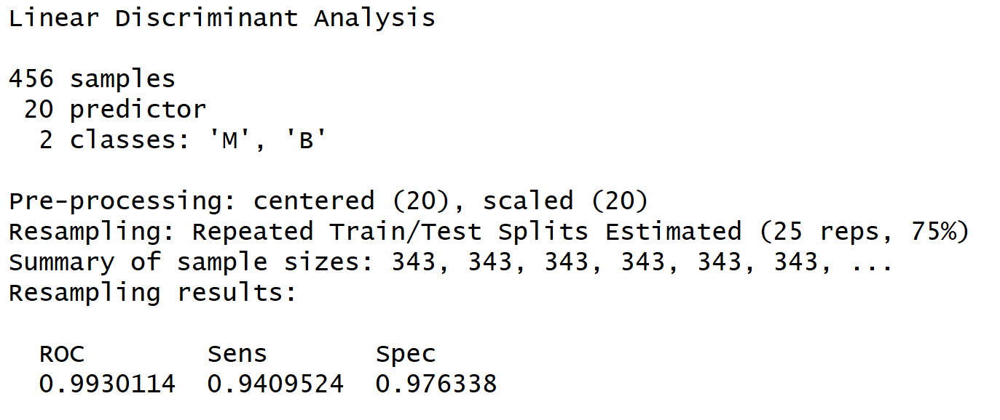 Linear Discriminant Analysis
456 samples
20 predictor
2 classes: 'M', 'B'
Pre-processing: centered (20), scaled (20)
Resampling: Repeated Train/Test Splits Estimated (25 reps, 75%)
Summary of sample sizes: 343, 343, 343, 343, 343, 343, ...
Resampling results:
ROC Sens Spec
0.9930114 0.9409524 0.976338